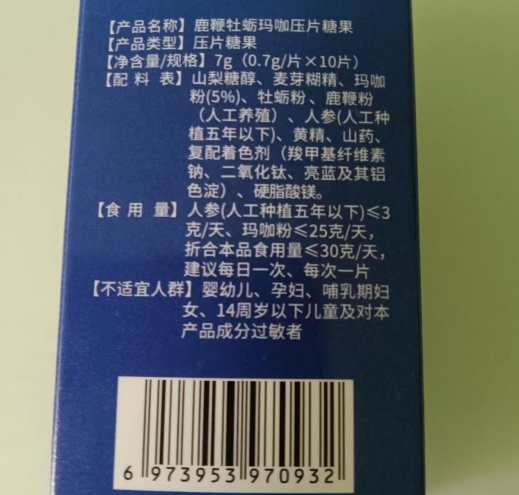 【产品名称】鹿鞭牡蛎玛咖压片糖果
【产品类型】压片糖果
【净含量/规格】7g（0.7g/片×10片）
【配 料 表】山梨糖醇、麦芽糊精、玛咖
粉(5%)、牡蛎粉、鹿鞭粉
（人工养殖）、人参(人工种
植五年以下)、黄精、山药、
复配着色剂（羧甲基纤维素
钠、二氧化钛、亮蓝及其铝
色淀）、硬脂酸镁。
【食 用 量】人参(人工种植五年以下)≤3
克/天、玛咖粉≤25克/天，
折合本品食用量≤30克/天，
建议每日一次、每次一片
【不适宜人群】婴幼儿、孕妇、哺乳期妇
女、14周岁以下儿童及对本
产品成分过敏者
6 973953 970932